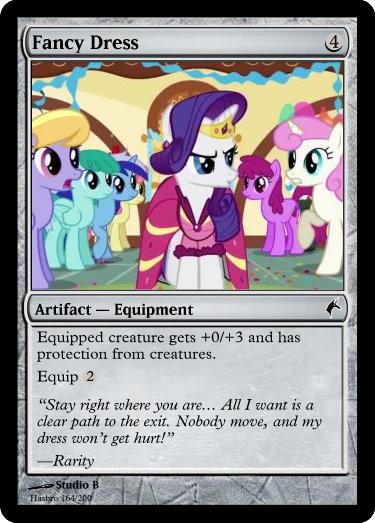 Fancy Dress 4
Artifact — Equipment
Equipped creature gets +0/+3 and has
protection from creatures.
Equip 2
“Stay right where you are… All I want is a
clear path to the exit. Nobody move, and my
dress won’t get hurt!”
—Rarity
Studio B
Hasbro 164/200